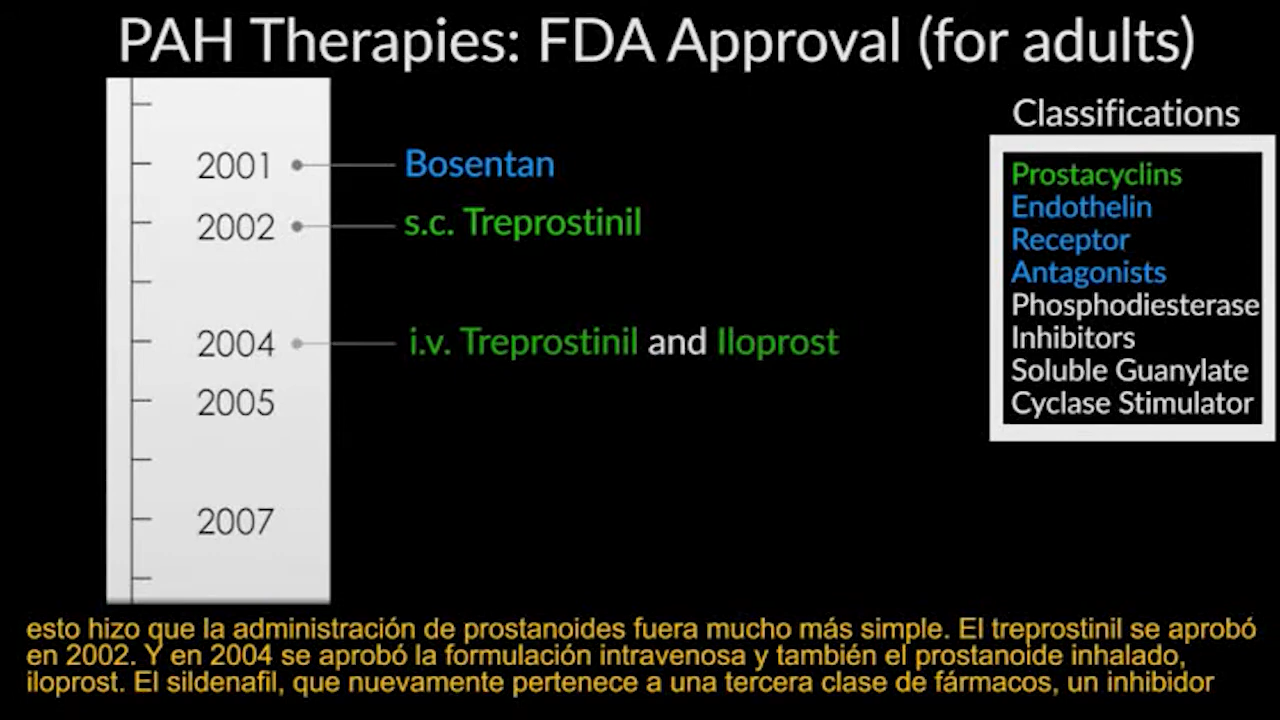 PAH Therapies: FDA Approval (for adults)
Classifications
Prostacyclins
Endothelin
Receptor
Antagonists
Phosphodiesterase
Inhibitors
Soluble Guanylate
Cyclase Stimulator
2001 Bosentan
2002 s.c. Treprostinil
2004 i.v. Treprostinil and Iloprost
2005
2007
esto hizo que la administración de prostanoides fuera mucho más simple. El treprostinil se aprobó
en 2002. Y en 2004 se aprobó la formulación intravenosa y también el prostanoide inhalado,
iloprost. El sildenafil, que nuevamente pertenece a una tercera clase de fármacos, un inhibidor